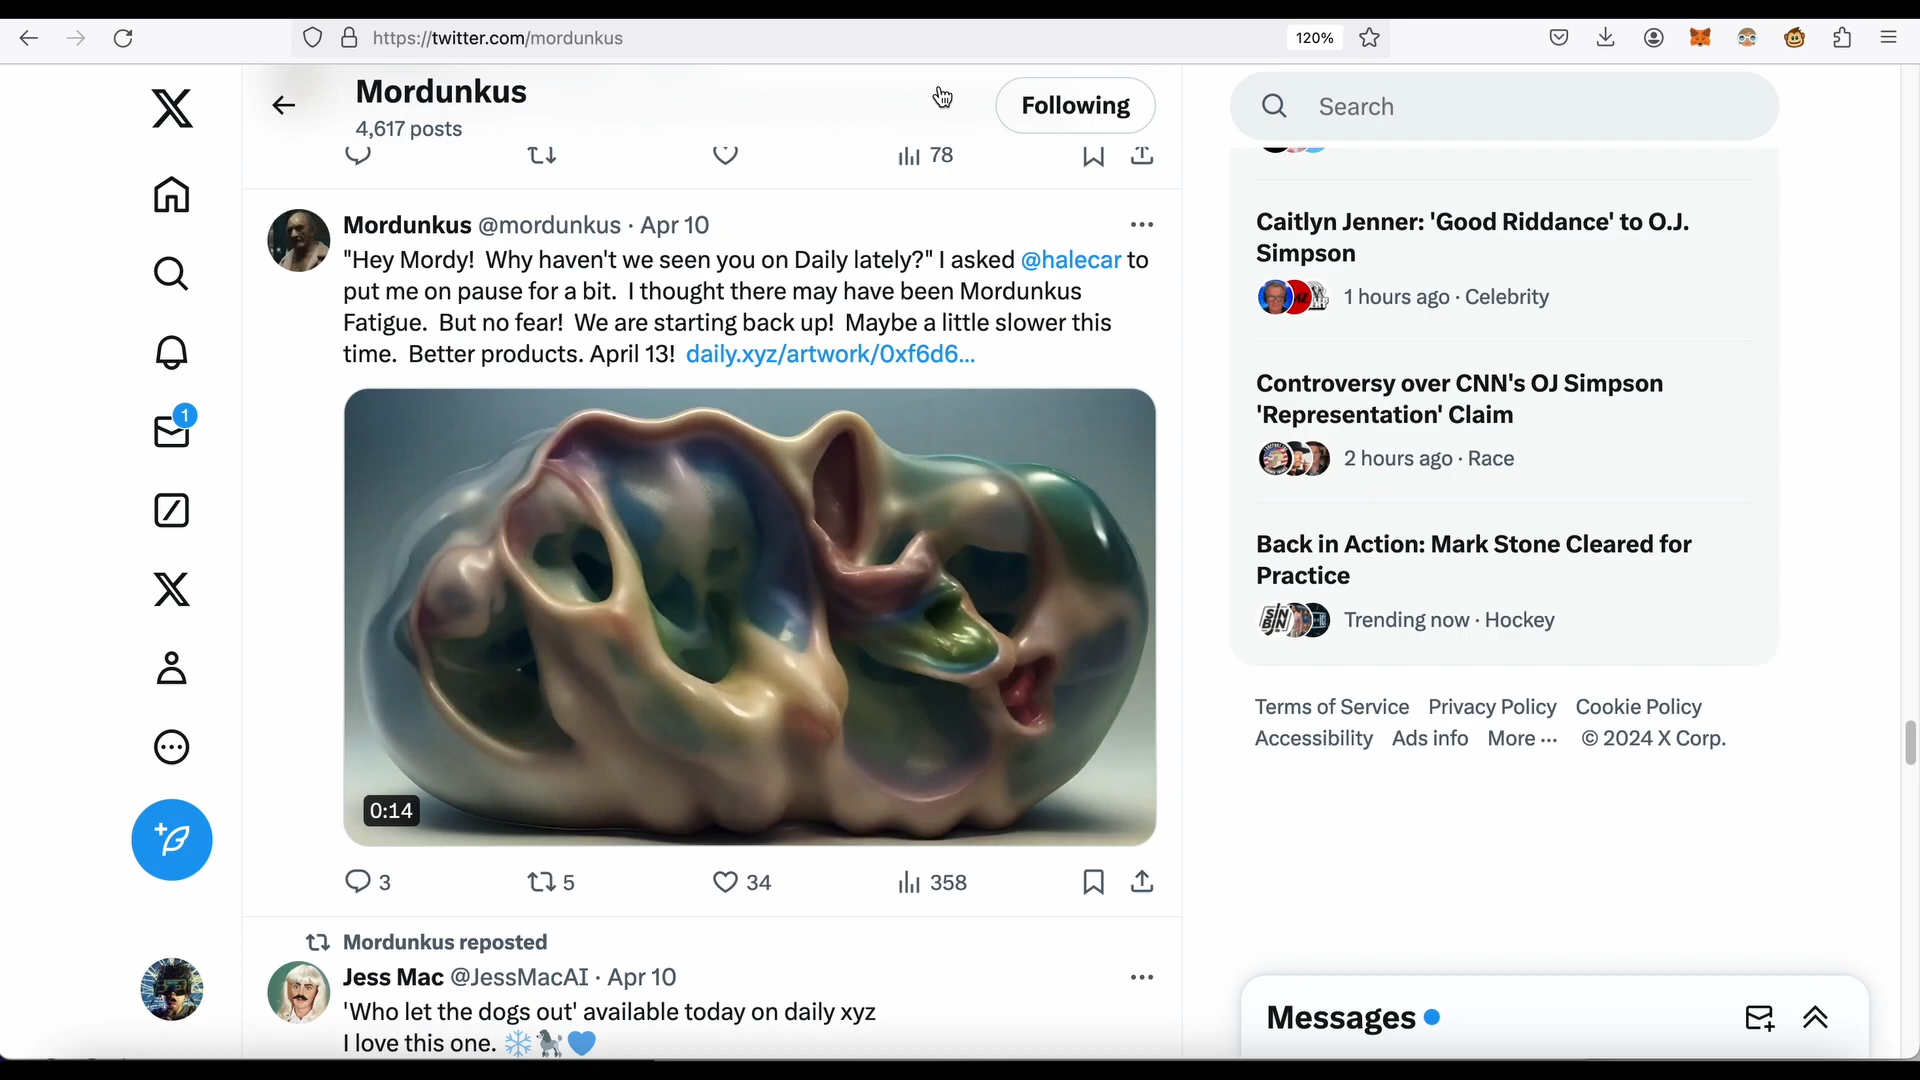 https://twitter.com/mordunkus
120%
Mordunkus
4,617 posts
Following
Search
78
Mordunkus @mordunkus · Apr 10
"Hey Mordy! Why haven't we seen you on Daily lately?" I asked @halecar to
put me on pause for a bit. I thought there may have been Mordunkus
Fatigue. But no fear! We are starting back up! Maybe a little slower this
time. Better products. April 13! daily.xyz/artwork/0xf6d6...
0:14
3
5
34
358
Mordunkus reposted
Jess Mac @JessMacAI · Apr 10
'Who let the dogs out' available today on daily xyz
I love this one. ❄️🐩💙
1
Caitlyn Jenner: 'Good Riddance' to O.J.
Simpson
1 hours ago · Celebrity
Controversy over CNN's OJ Simpson
'Representation' Claim
2 hours ago · Race
Back in Action: Mark Stone Cleared for
Practice
Trending now · Hockey
Terms of Service Privacy Policy Cookie Policy
Accessibility Ads info More ··· © 2024 X Corp.
Messages